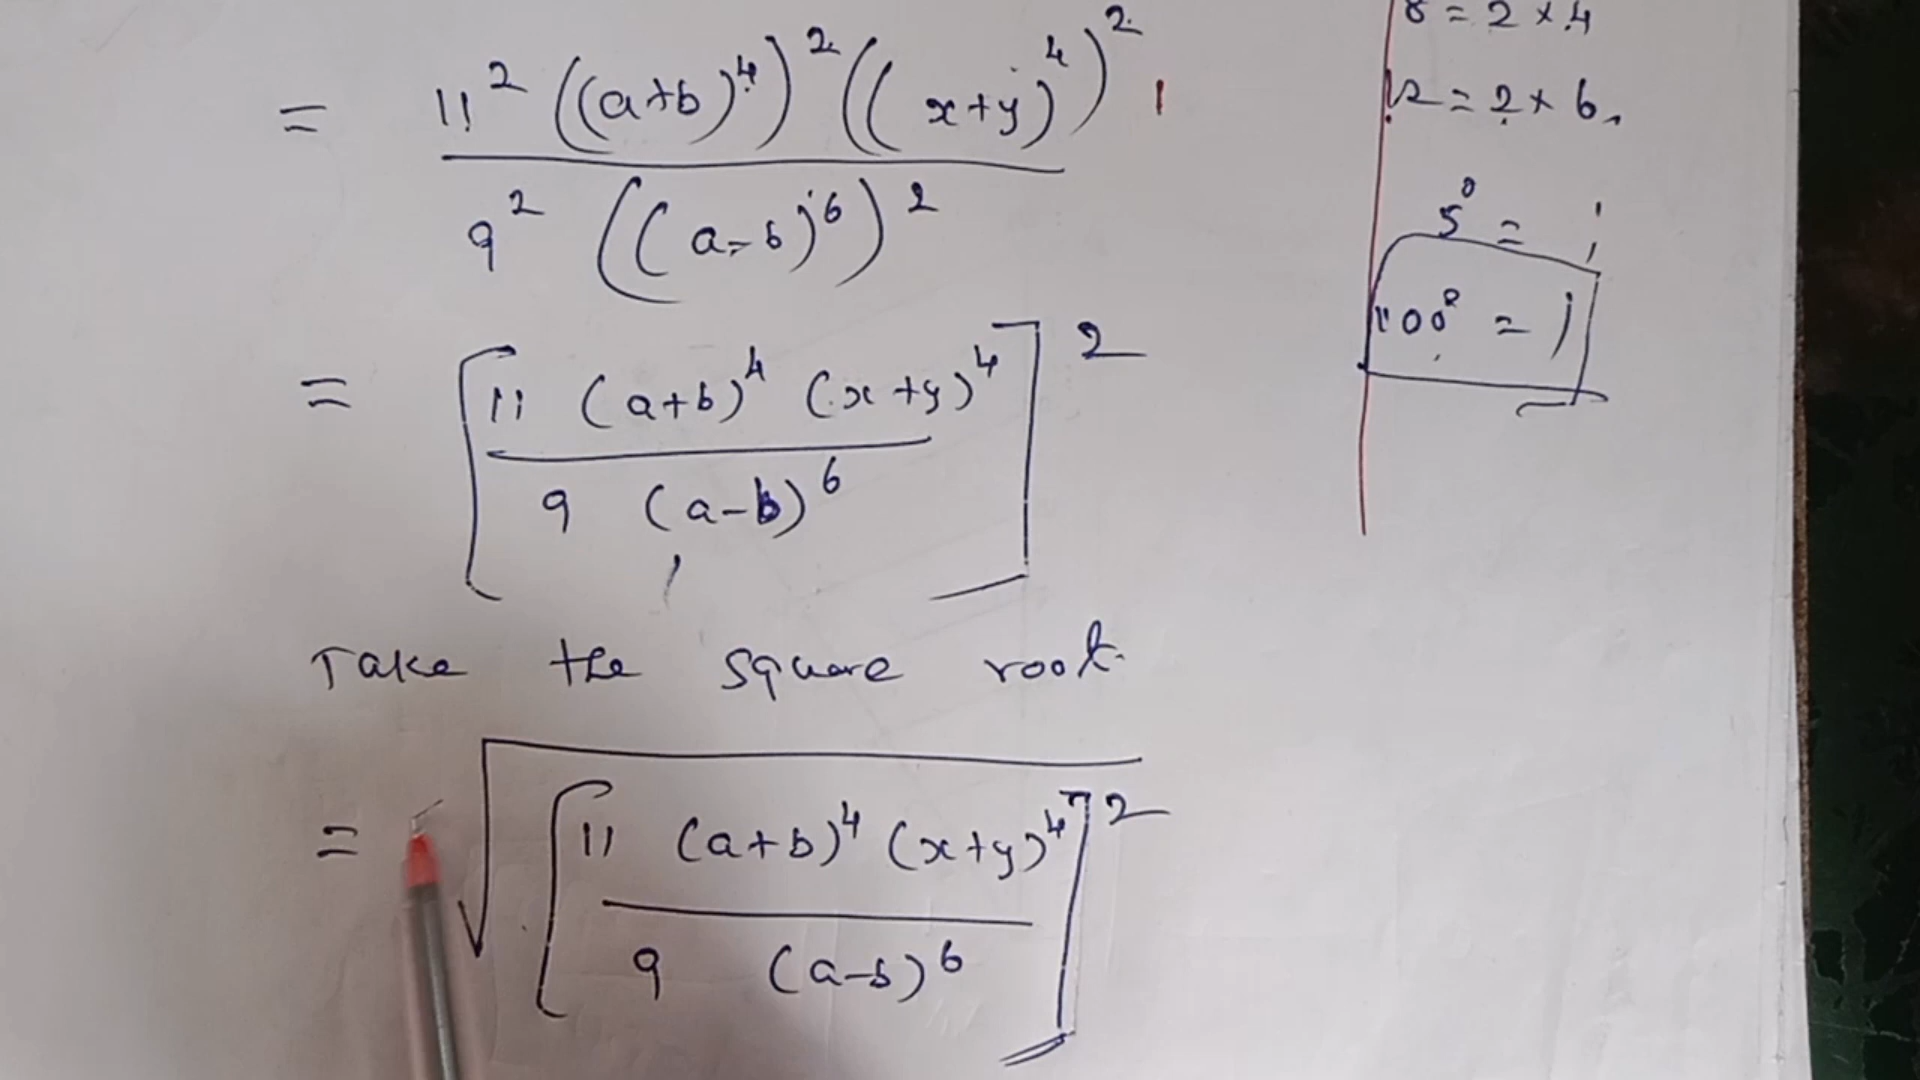 = 11² ((a+b)⁴)² ((x+y)⁴)²
9² ((a-b)⁶)²
= [11 (a+b)⁴ (x+y)⁴
9 (a-b)⁶]²
Take the square root.
= √[11 (a+b)⁴ (x+y)⁴
9 (a-b)⁶]²
8 = 2 × 4
12 = 2 × 6
5⁰ = 1
100⁰ = 1